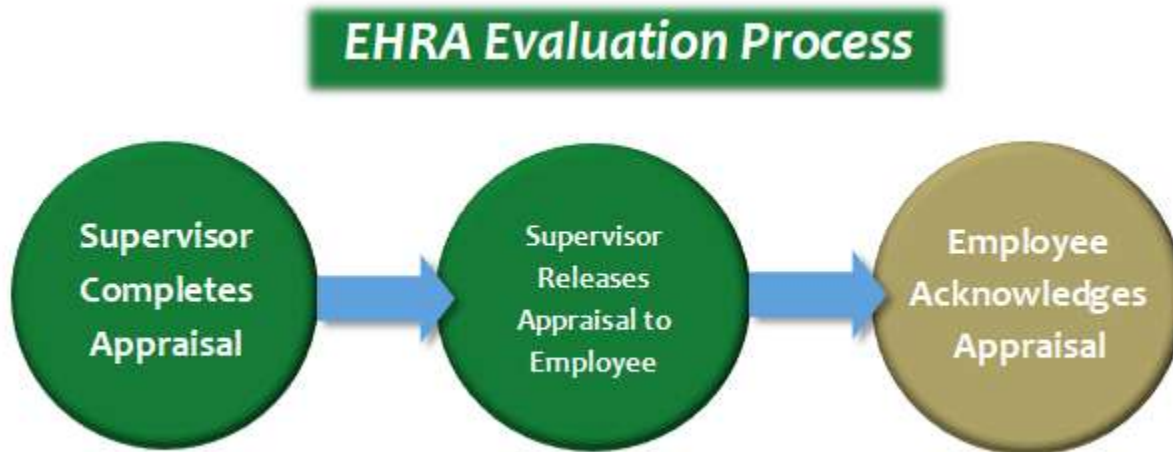 EHRA Evaluation Process
Supervisor
Completes
Appraisal
Supervisor
Releases
Appraisal to
Employee
Employee
Acknowledges
Appraisal